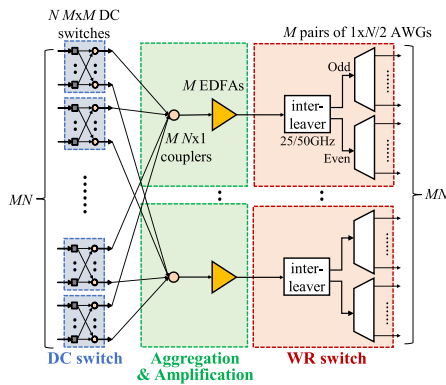 N MxM DC
switches
M pairs of 1xN/2 AWGs
M EDFAs
Odd
inter-
leaver
M Nx1
couplers
25/50GHz
Even
MN
MN
inter-
leaver
DC switch
Aggregation
& Amplification
WR switch